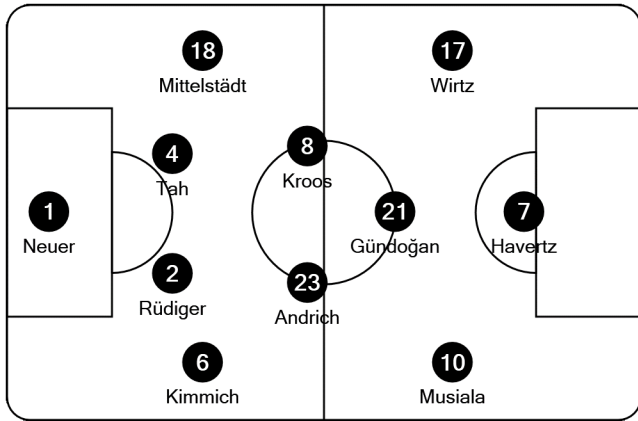 18
Mittelstädt
17
Wirtz
4
Tah
8
Kroos
1
Neuer
21
Gündoğan
7
Havertz
2
Rüdiger
23
Andrich
6
Kimmich
10
Musiala